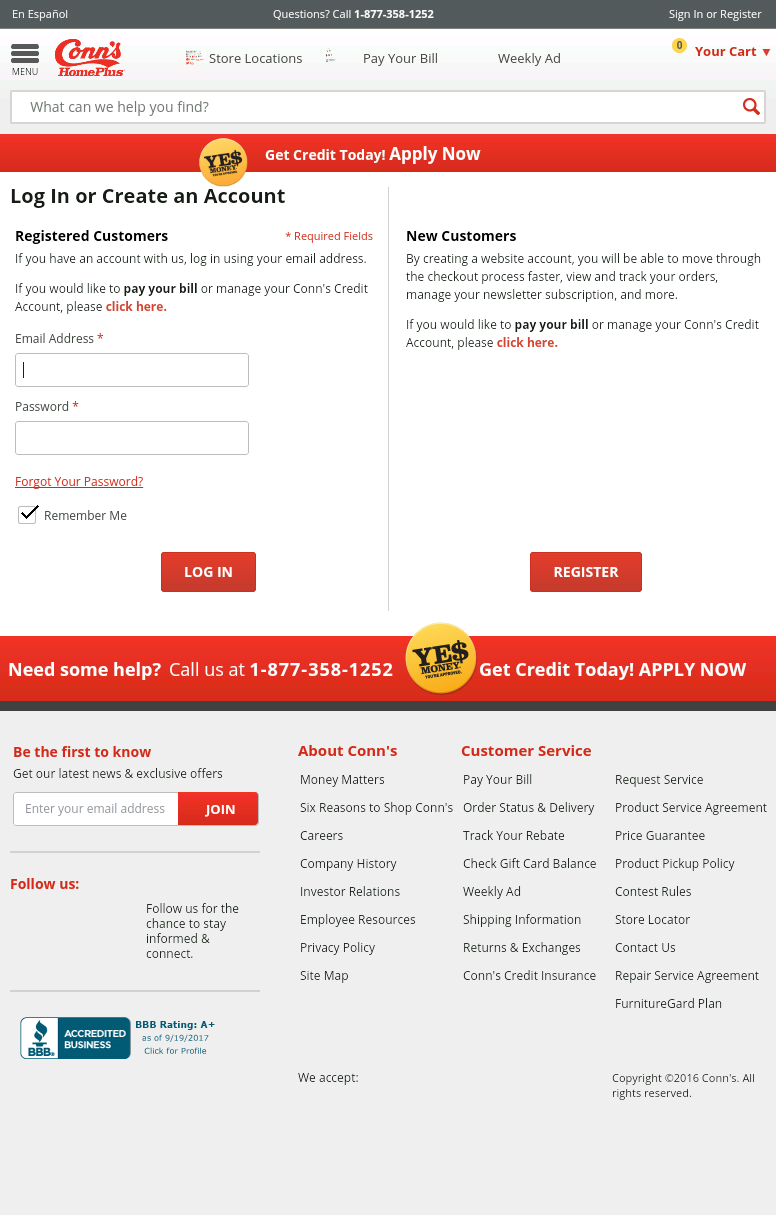 En Español
Questions? Call 1-877-358-1252
Sign In or Register
MENU
Conn's
HomePlus
Store Locations
Pay Your Bill
Weekly Ad
0
Your Cart ▼
What can we help you find?
YE$
MONEY
YOU'RE APPROVED.
Get Credit Today! Apply Now
Log In or Create an Account
Registered Customers
* Required Fields
If you have an account with us, log in using your email address.
If you would like to pay your bill or manage your Conn's Credit
Account, please click here.
Email Address *
Password *
Forgot Your Password?
Remember Me
LOG IN
New Customers
By creating a website account, you will be able to move through
the checkout process faster, view and track your orders,
manage your newsletter subscription, and more.
If you would like to pay your bill or manage your Conn's Credit
Account, please click here.
REGISTER
Need some help? Call us at 1-877-358-1252
YE$
MONEY
YOU'RE APPROVED.
Get Credit Today! APPLY NOW
Be the first to know
Get our latest news & exclusive offers
Enter your email address
JOIN
Follow us:
Follow us for the
chance to stay
informed &
connect.
BBB
ACCREDITED
BUSINESS
BBB Rating: A+
as of 9/19/2017
Click for Profile
About Conn's
Money Matters
Six Reasons to Shop Conn's
Careers
Company History
Investor Relations
Employee Resources
Privacy Policy
Site Map
Customer Service
Pay Your Bill
Order Status & Delivery
Track Your Rebate
Check Gift Card Balance
Weekly Ad
Shipping Information
Returns & Exchanges
Conn's Credit Insurance
Request Service
Product Service Agreement
Price Guarantee
Product Pickup Policy
Contest Rules
Store Locator
Contact Us
Repair Service Agreement
FurnitureGard Plan
We accept:
Copyright ©2016 Conn's. All
rights reserved.